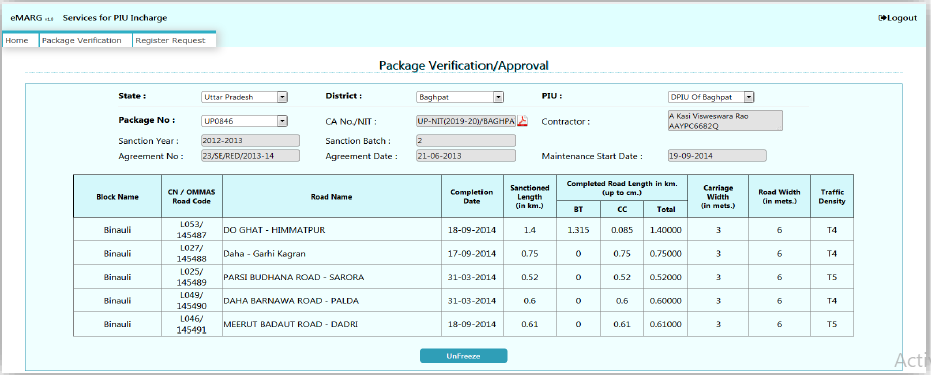 eMARG v1.0 Services for PIU Incharge Logout
Home Package Verification Register Request
Package Verification/Approval
State : Uttar Pradesh District : Baghpat PIU : DPIU Of Baghpat
Package No : UP0846 CA No./NIT : UP-NIT(2019-20)/BAGHPA Contractor : A Kasi Visweswara Rao
AAYPC6682Q
Sanction Year : 2012-2013 Sanction Batch : 2
Agreement No : 23/SE/RED/2013-14 Agreement Date : 21-06-2013 Maintenance Start Date : 19-09-2014
Block Name CN / OMMAS Road Code Road Name Completion Date Sanctioned Length (in km.) Completed Road Length in km. (up to cm.) Carriage Width (in mets.) Road Width (in mets.) Traffic Density
BT CC Total
Binauli L053/ 145487 DO GHAT - HIMMATPUR 18-09-2014 1.4 1.315 0.085 1.40000 3 6 T4
Binauli L027/ 145488 Daha - Garhi Kagran 17-09-2014 0.75 0 0.75 0.75000 3 6 T4
Binauli L025/ 145489 PARSI BUDHANA ROAD - SARORA 31-03-2014 0.52 0 0.52 0.52000 3 6 T5
Binauli L049/ 145490 DAHA BARNAWA ROAD - PALDA 31-03-2014 0.6 0 0.6 0.60000 3 6 T4
Binauli L046/ 145491 MEERUT BADAUT ROAD - DADRI 18-09-2014 0.61 0 0.61 0.61000 3 6 T5
UnFreeze
Activ